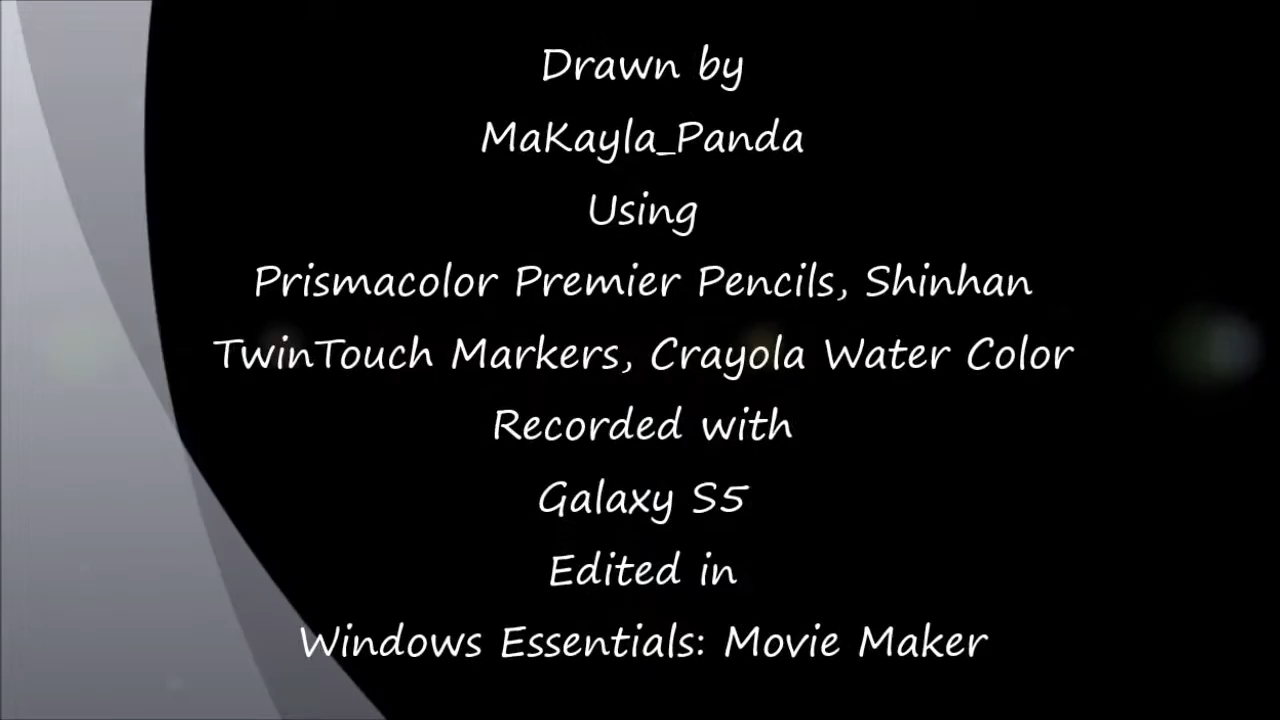 Drawn by
MaKayla_Panda
Using
Prismacolor Premier Pencils, Shinhan
TwinTouch Markers, Crayola Water Color
Recorded with
Galaxy S5
Edited in
Windows Essentials: Movie Maker